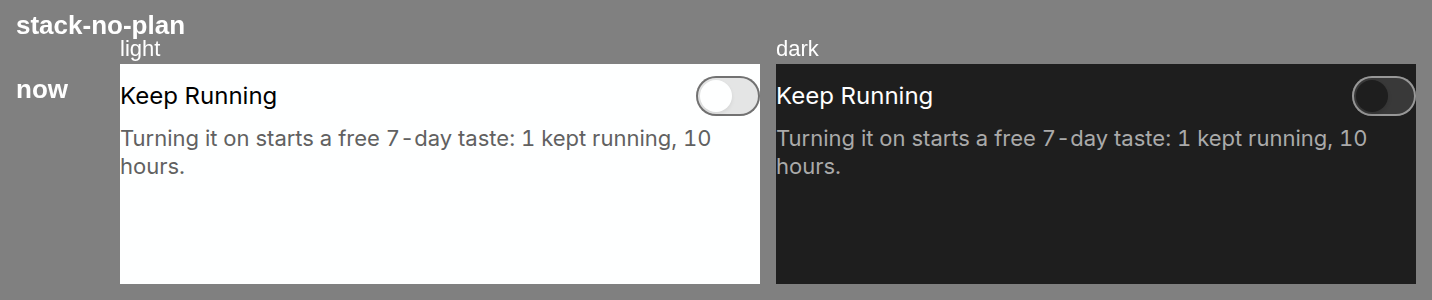 stack-no-plan
light
dark
now
Keep Running
Turning it on starts a free 7-day taste: 1 kept running, 10
hours.
Keep Running
Turning it on starts a free 7-day taste: 1 kept running, 10
hours.